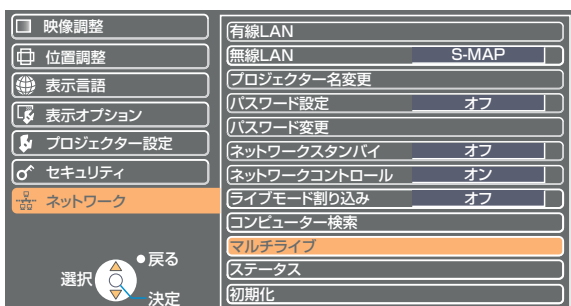 映像調整
位置調整
表示言語
表示オプション
プロジェクター設定
セキュリティ
ネットワーク
選択
戻る
決定
有線LAN
無線LAN S-MAP
プロジェクター名変更
パスワード設定 オフ
パスワード変更
ネットワークスタンバイ オフ
ネットワークコントロール オン
ライブモード割り込み オフ
コンピューター検索
マルチライブ
ステータス
初期化